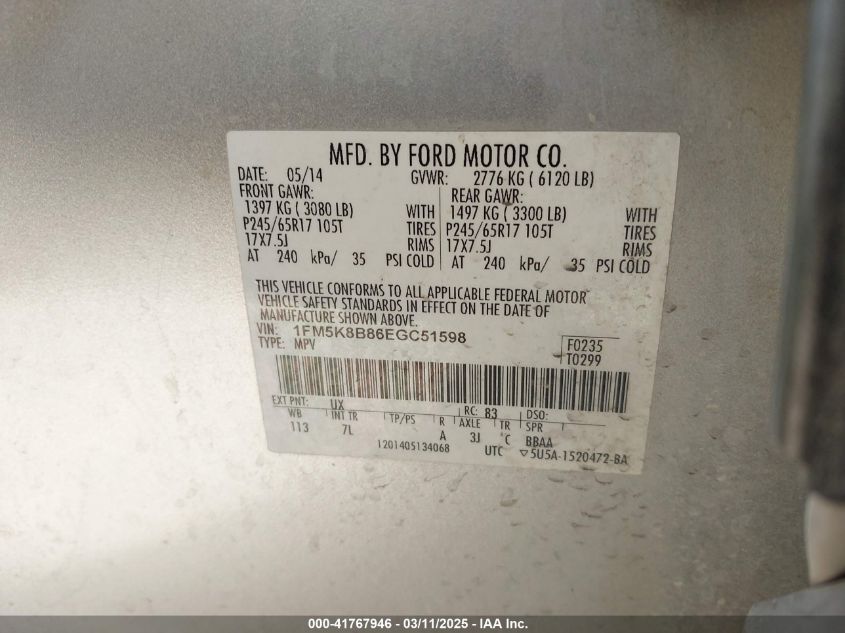 MFD. BY FORD MOTOR CO.
DATE: 05/14 GVWR: 2776 KG ( 6120 LB)
FRONT GAWR: REAR GAWR:
1397 KG ( 3080 LB) WITH 1497 KG ( 3300 LB) WITH
P245/65R17 105T TIRES P245/65R17 105T TIRES
17X7.5J RIMS 17X7.5J RIMS
AT 240 kPa/ 35 PSI COLD AT 240 kPa/ 35 PSI COLD
THIS VEHICLE CONFORMS TO ALL APPLICABLE FEDERAL MOTOR
VEHICLE SAFETY STANDARDS IN EFFECT ON THE DATE OF
MANUFACTURE SHOWN ABOVE.
VIN: 1FM5K8B86EGC51598
TYPE: MPV
F0235
T0299
EXT PNT: UX RC: 83 DSO:
WB INT TR TP/PS R AXLE TR SPR
113 7L A 3J C BBAA
1201405134068 UTC ▽5U5A-1520472-BA
000-41767946 - 03/11/2025 - IAA Inc.